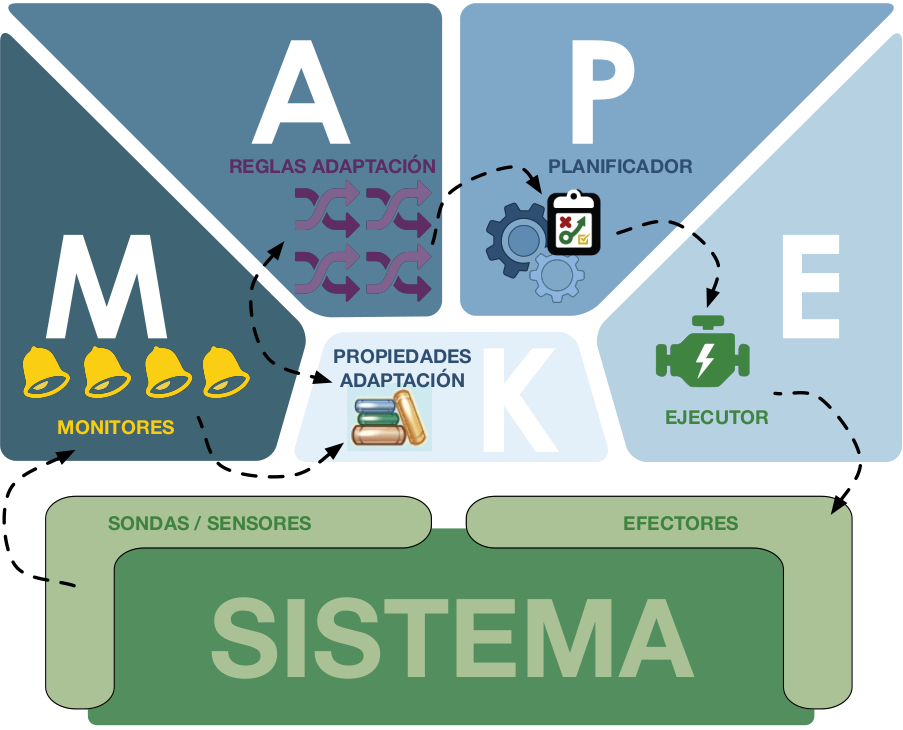 A
P
REGLAS ADAPTACIÓN
PLANIFICADOR
M
E
PROPIEDADES
ADAPTACIÓN
K
MONITORES
EJECUTOR
SONDAS / SENSORES
EFECTORES
SISTEMA